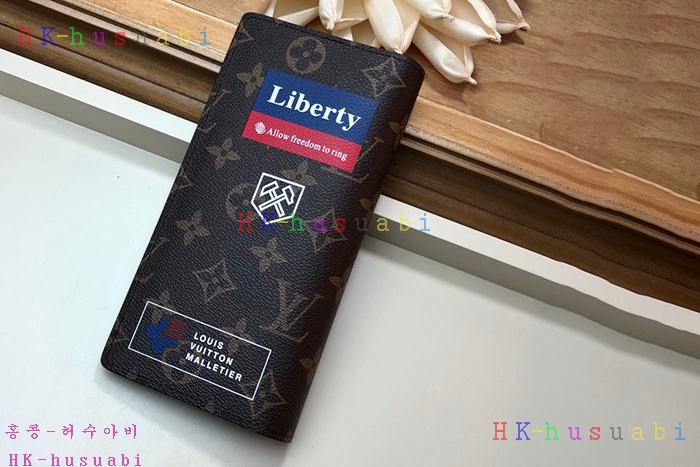 HK-husuabi
Liberty
Allow freedom to ring
HK-husuabi
LV
LOUIS
VUITTON
MALLETIER
홍콩-허수아비
HK-husuabi
HK-husuabi